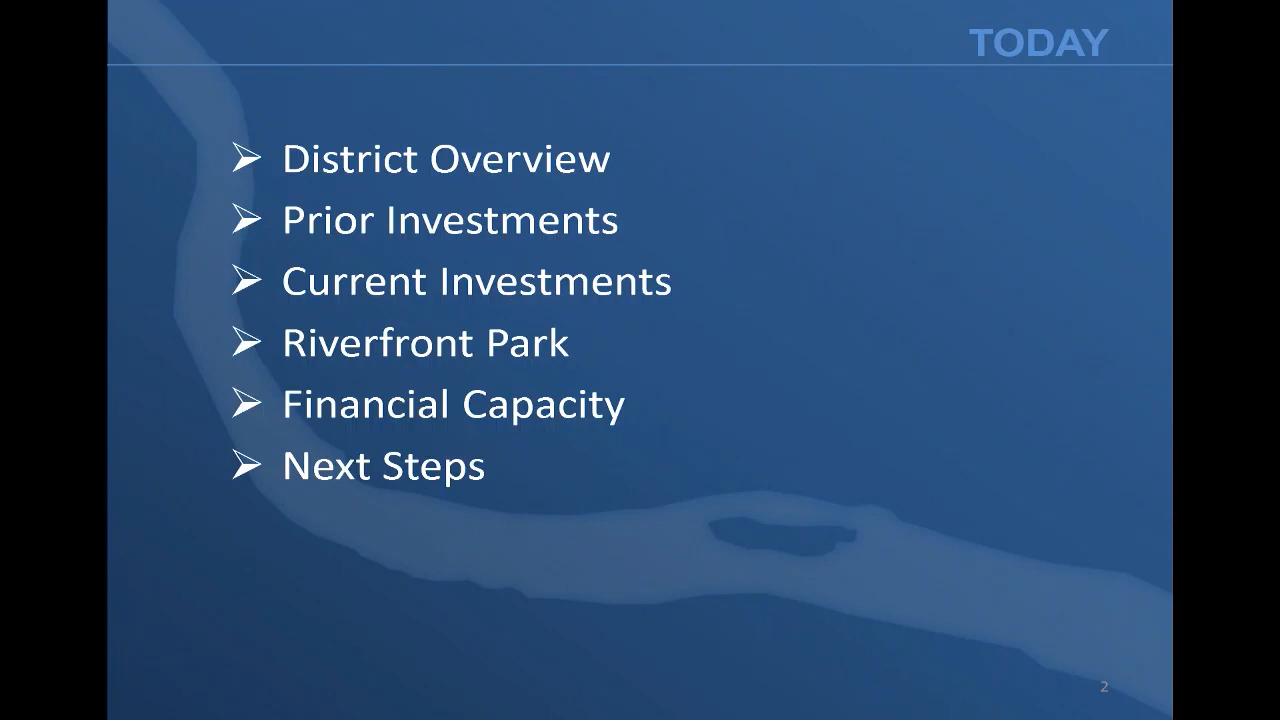 TODAY
➢ District Overview
➢ Prior Investments
➢ Current Investments
➢ Riverfront Park
➢ Financial Capacity
➢ Next Steps
2